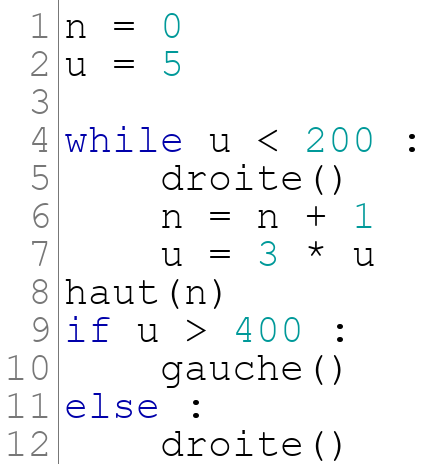 1 n = 0
2 u = 5
3
4 while u < 200 :
5     droite()
6     n = n + 1
7     u = 3 * u
8 haut(n)
9 if u > 400 :
10     gauche()
11 else :
12     droite()